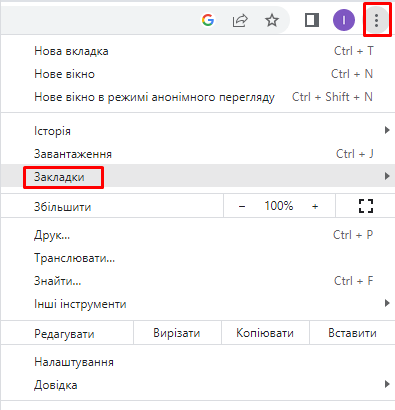 G I
Нова вкладка Ctrl + T
Нове вікно Ctrl + N
Нове вікно в режимі анонімного перегляду Ctrl + Shift + N
Історія
Завантаження Ctrl + J
Закладки
Збільшити − 100% +
Друк... Ctrl + P
Транслювати...
Знайти... Ctrl + F
Інші інструменти
Редагувати Вирізати Копіювати Вставити
Налаштування
Довідка